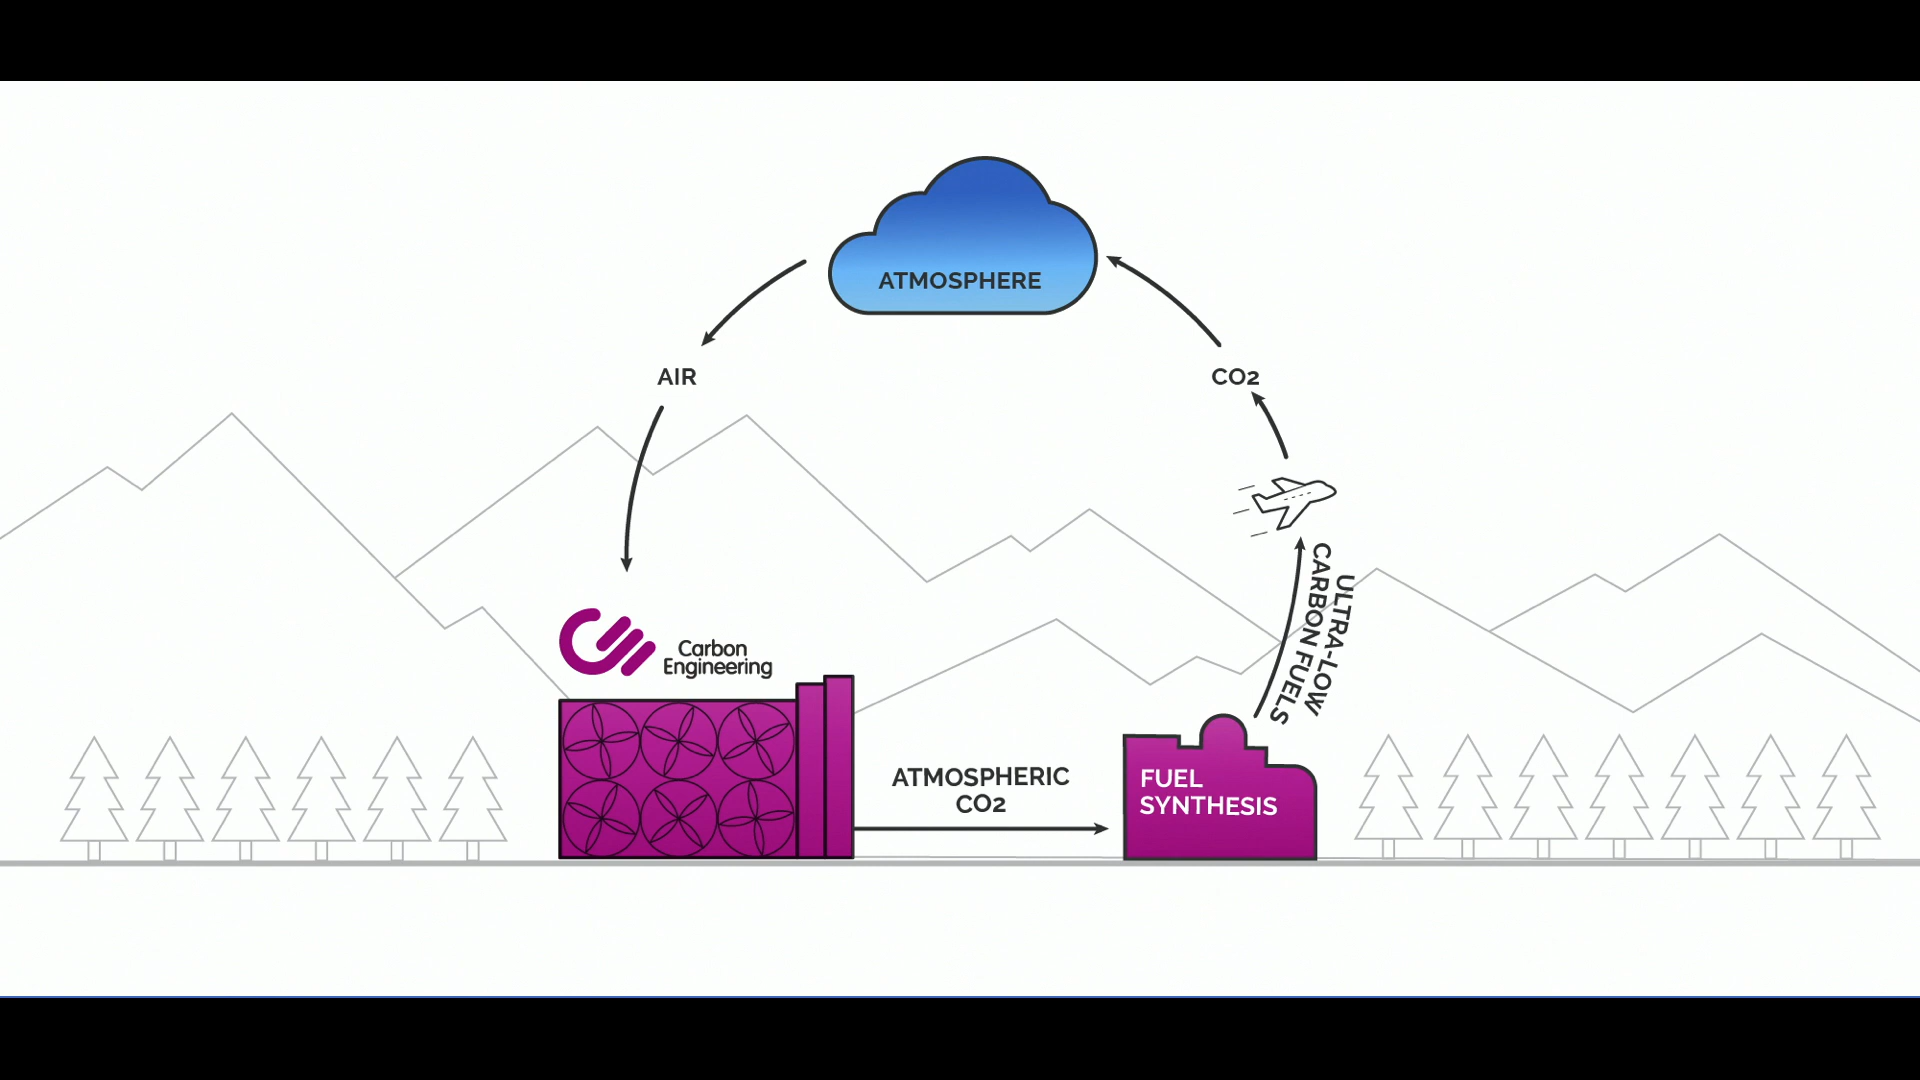 ATMOSPHERE
AIR
CO2
ULTRA-LOW
CARBON FUELS
Carbon
Engineering
ATMOSPHERIC
CO2
FUEL
SYNTHESIS